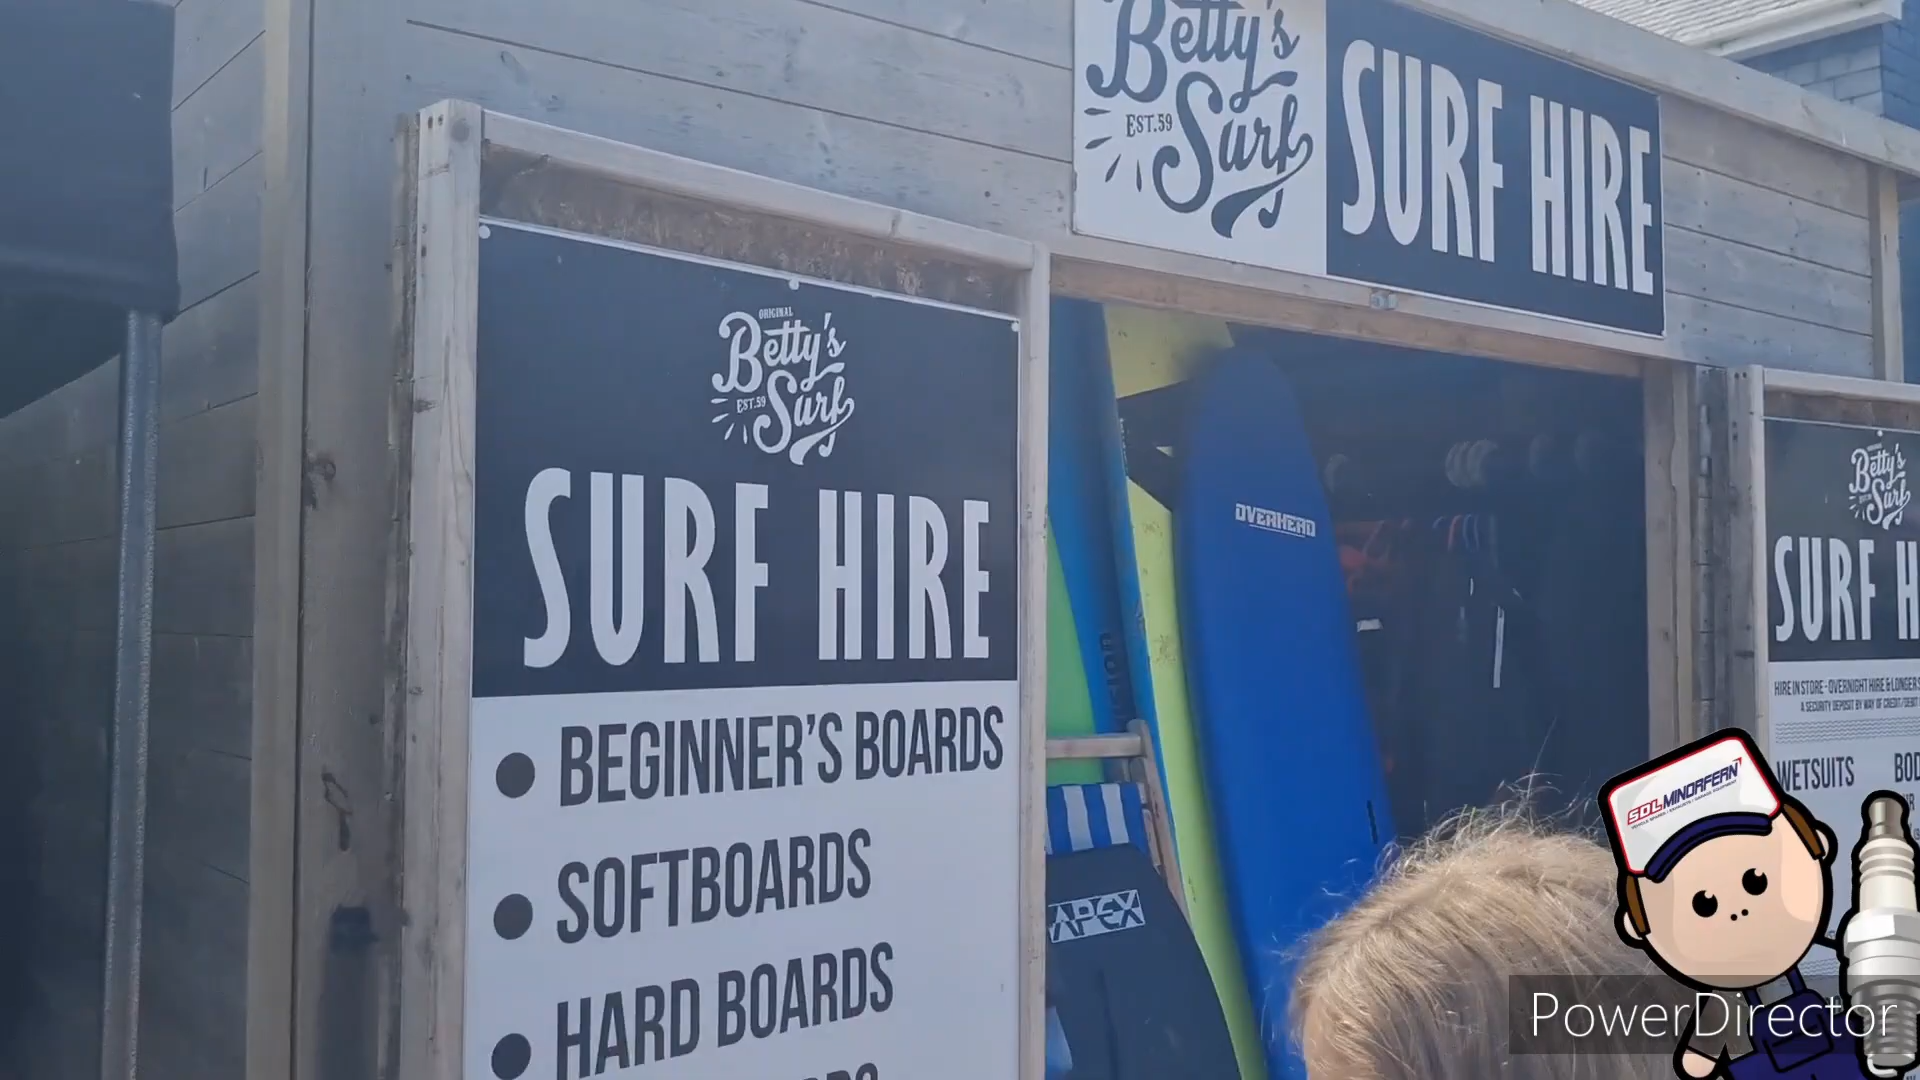 Betty's
EST.59
Surf
SURF HIRE
ORIGINAL
Betty's
EST.59
Surf
SURF HIRE
• BEGINNER'S BOARDS
• SOFTBOARDS
• HARD BOARDS
OVERHEAD
APEX
Betty's
Surf
SURF H
HIRE IN STORE - OVERNIGHT HIRE & LONGER
A SECURITY DEPOSIT BY WAY OF CREDIT/DEBIT
WETSUITS
BOD
SDL MINORFERN
PowerDirector